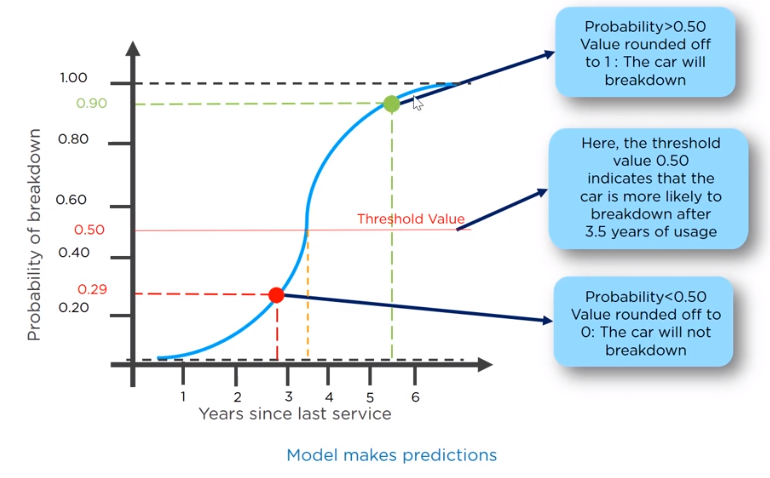 Probability of breakdown
1.00
0.90
0.80
0.60
0.50
0.40
0.29
0.20
Threshold Value
1 2 3 4 5 6
Years since last service
Probability>0.50
Value rounded off
to 1 : The car will
breakdown
Here, the threshold
value 0.50
indicates that the
car is more likely to
breakdown after
3.5 years of usage
Probability<0.50
Value rounded off to
0: The car will not
breakdown
Model makes predictions